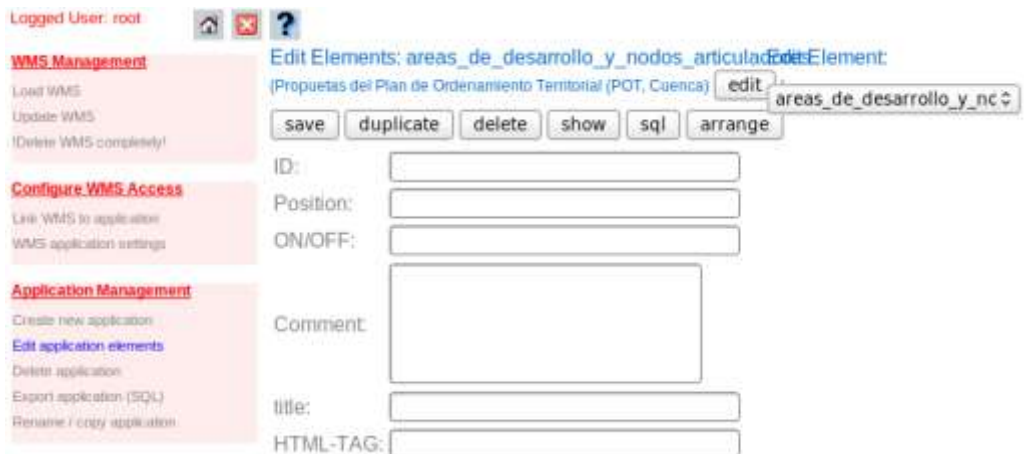 Logged User: root
?
WMS Management
Load WMS
Update WMS
!Delete WMS completely!
Configure WMS Access
Link WMS to application
WMS application settings
Application Management
Create new application
Edit application elements
Delete application
Export application (SQL)
Rename / copy application
Edit Elements: areas_de_desarrollo_y_nodos_articuladores
Edit Element:
(Propuetas del Plan de Ordenamiento Territorial (POT, Cuenca)
edit
areas_de_desarrollo_y_nc
save duplicate delete show sql arrange
ID:
Position:
ON/OFF:
Comment:
title:
HTML-TAG: